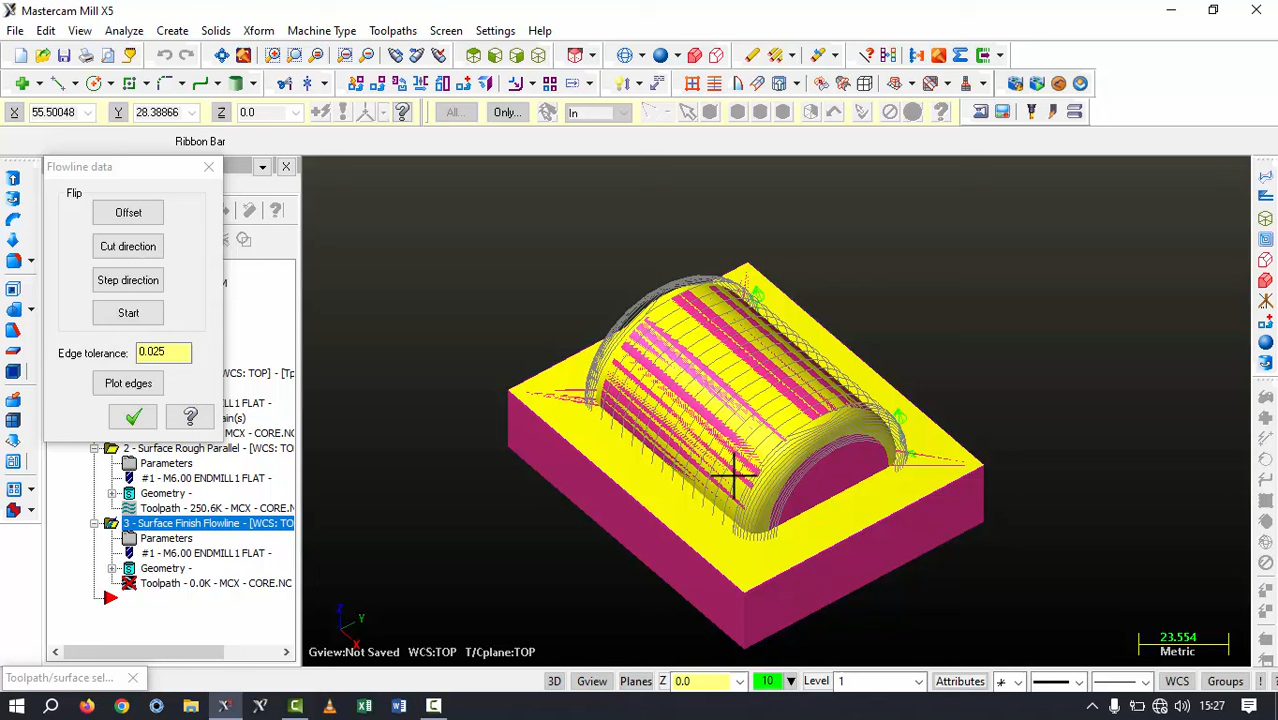 Mastercam Mill X5
File Edit View Analyze Create Solids Xform Machine Type Toolpaths Screen Settings Help
X 55.50048 Y 28.38866 Z 0.0 All... Only... In
Ribbon Bar
Flowline data
Flip
Offset
Cut direction
Step direction
Start
Edge tolerance: 0.025
Plot edges
WCS: TOP] - [Tp
ain(s)
MCX - CORE.NC
M6.00 ENDMILL1 FLAT
2 - Surface Rough Parallel - [WCS: TO
Parameters
#1 - M6.00 ENDMILL1 FLAT -
Geometry -
Toolpath - 250.6K - MCX - CORE.N
3 - Surface Finish Flowline - [WCS: TO
Parameters
#1 - M6.00 ENDMILL1 FLAT -
Geometry -
Toolpath - 0.0K - MCX - CORE.NC
Z
Y
X
Gview:Not Saved WCS:TOP T/Cplane:TOP
23.554
Metric
Toolpath/surface sel...
3D Gview Planes Z 0.0 10 Level 1 Attributes WCS Groups
15:27